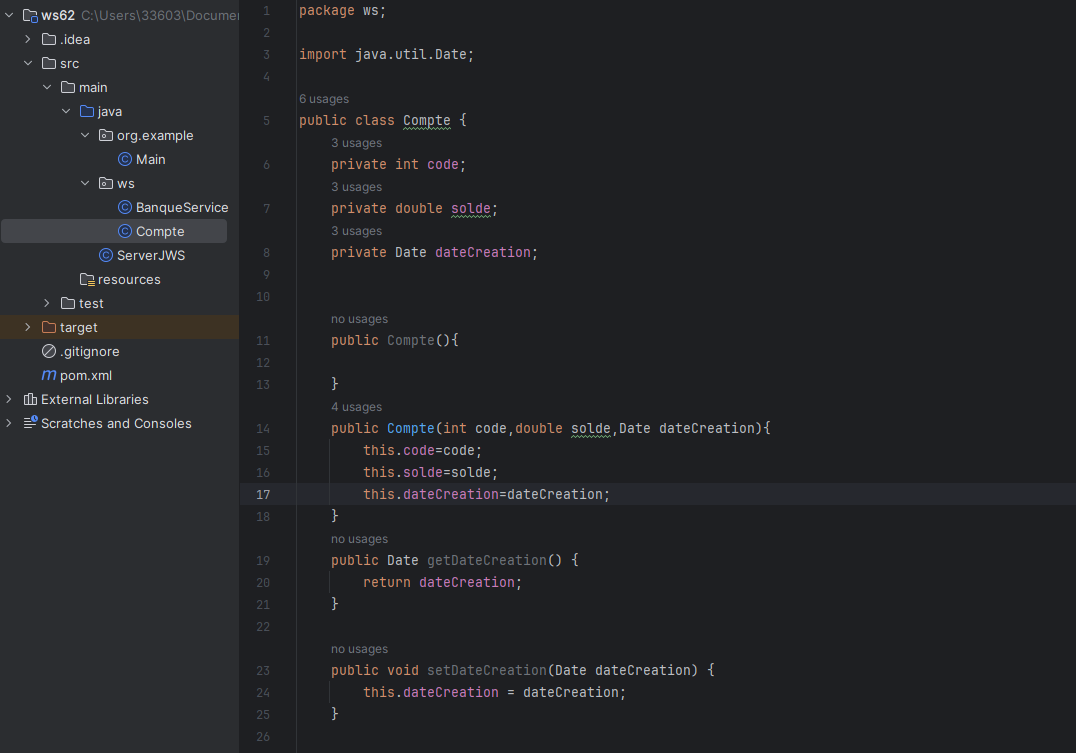 ws62 C:\Users\33603\Documer
.idea
src
main
java
org.example
Main
ws
BanqueService
Compte
ServerJWS
resources
test
target
.gitignore
pom.xml
External Libraries
Scratches and Consoles
1 package ws;
2
3 import java.util.Date;
4
6 usages
5 public class Compte {
3 usages
6 private int code;
3 usages
7 private double solde;
3 usages
8 private Date dateCreation;
9
10
no usages
11 public Compte(){
12
13 }
4 usages
14 public Compte(int code,double solde,Date dateCreation){
15 this.code=code;
16 this.solde=solde;
17 this.dateCreation=dateCreation;
18 }
no usages
19 public Date getDateCreation() {
20 return dateCreation;
21 }
22
no usages
23 public void setDateCreation(Date dateCreation) {
24 this.dateCreation = dateCreation;
25 }
26